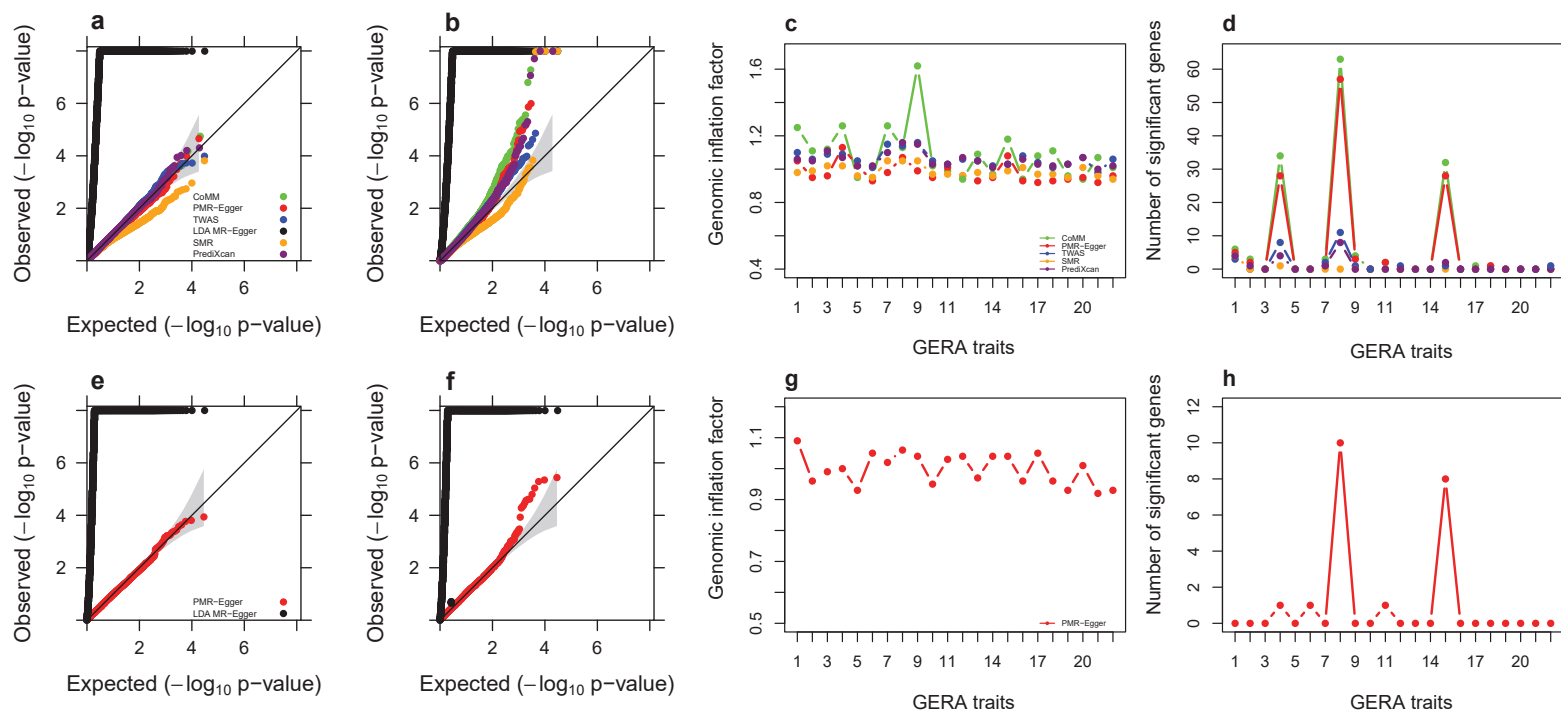 a
Observed (−log10 p−value)
6
4
2
CoMM
PMR−Egger
TWAS
LDA MR−Egger
SMR
PrediXcan
2 4 6
Expected (−log10 p−value)
b
Observed (−log10 p−value)
6
4
2
2 4 6
Expected (−log10 p−value)
c
Genomic inflation factor
1.6
1.2
0.8
0.4
CoMM
PMR−Egger
TWAS
SMR
PrediXcan
1 3 5 7 9 11 14 17 20
GERA traits
d
Number of significant genes
60
50
40
30
20
10
0
1 3 5 7 9 11 14 17 20
GERA traits
e
Observed (−log10 p−value)
6
4
2
PMR−Egger
LDA MR−Egger
2 4 6
Expected (−log10 p−value)
f
Observed (−log10 p−value)
6
4
2
2 4 6
Expected (−log10 p−value)
g
Genomic inflation factor
1.1
0.9
0.7
0.5
PMR−Egger
1 3 5 7 9 11 14 17 20
GERA traits
h
Number of significant genes
12
10
8
6
4
2
0
1 3 5 7 9 11 14 17 20
GERA traits